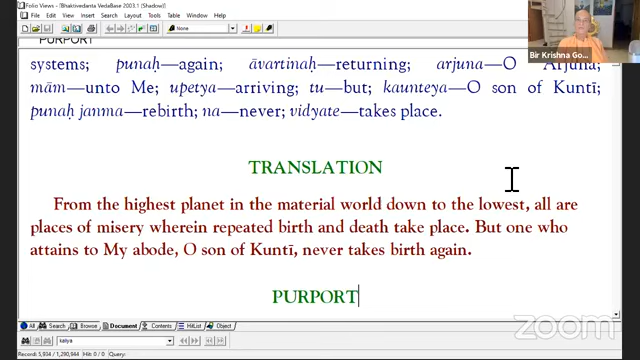 Folio Views - [Bhaktivedanta VedaBase 2003.1 (Shadow)]
File Edit View Search Layout Tools Window Help
<None>
PURPORT
systems; punaḥ—again; āvartinaḥ—returning; arjuna—O Arjuna;
mām—unto Me; upetya—arriving; tu—but; kaunteya—O son of Kuntī;
punaḥ janma—rebirth; na—never; vidyate—takes place.
TRANSLATION
From the highest planet in the material world down to the lowest, all are
places of misery wherein repeated birth and death take place. But one who
attains to My abode, O son of Kuntī, never takes birth again.
PURPORT
Bir Krishna Go...
All Search Browse Document Contents HitList Object
kalya
Record: 5,934 / 1,290,944 Hit: 0 / 0 Query:
zoom